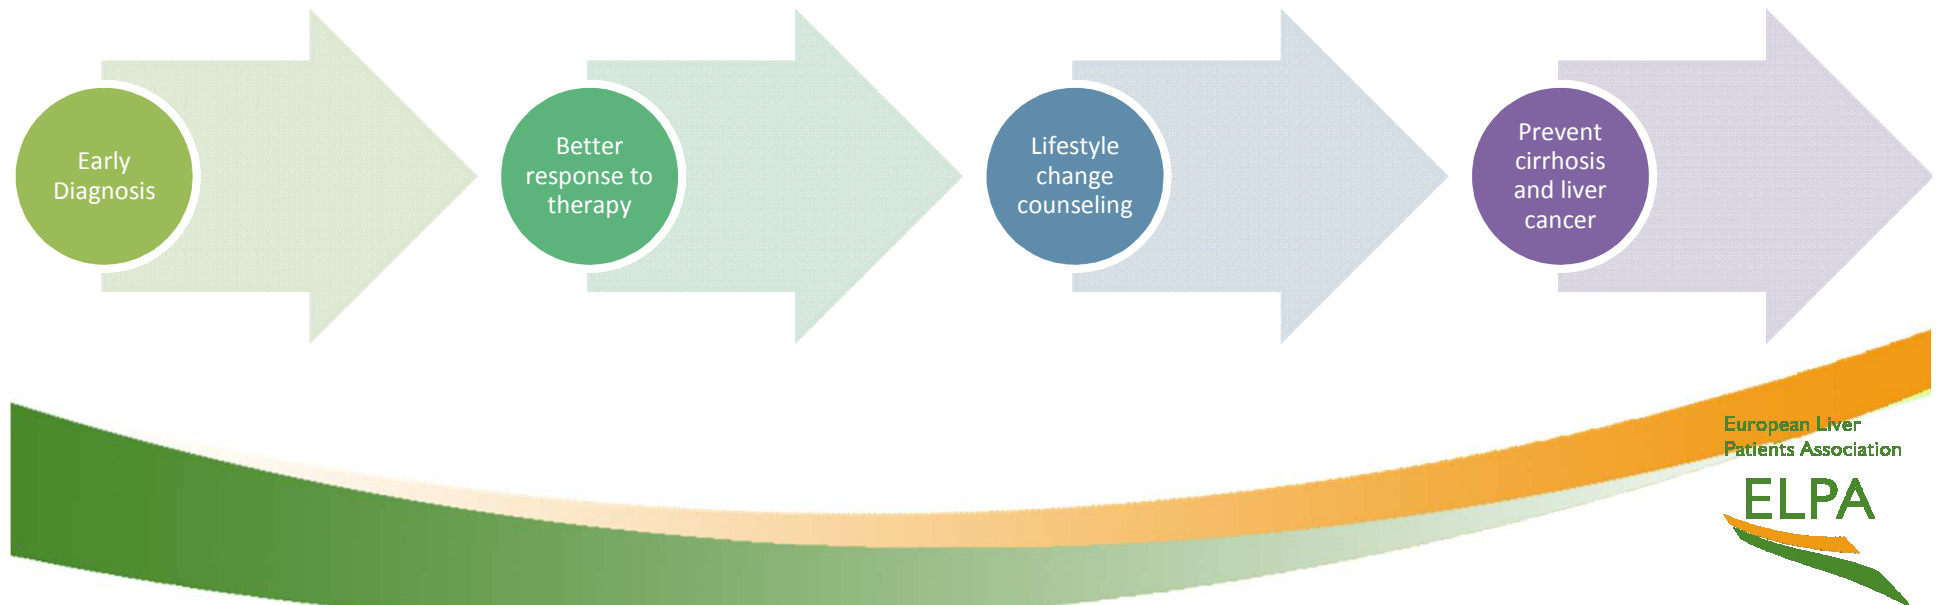 Early
Diagnosis
Better
response to
therapy
Lifestyle
change
counseling
Prevent
cirrhosis
and liver
cancer
European Liver
Patients Association
ELPA